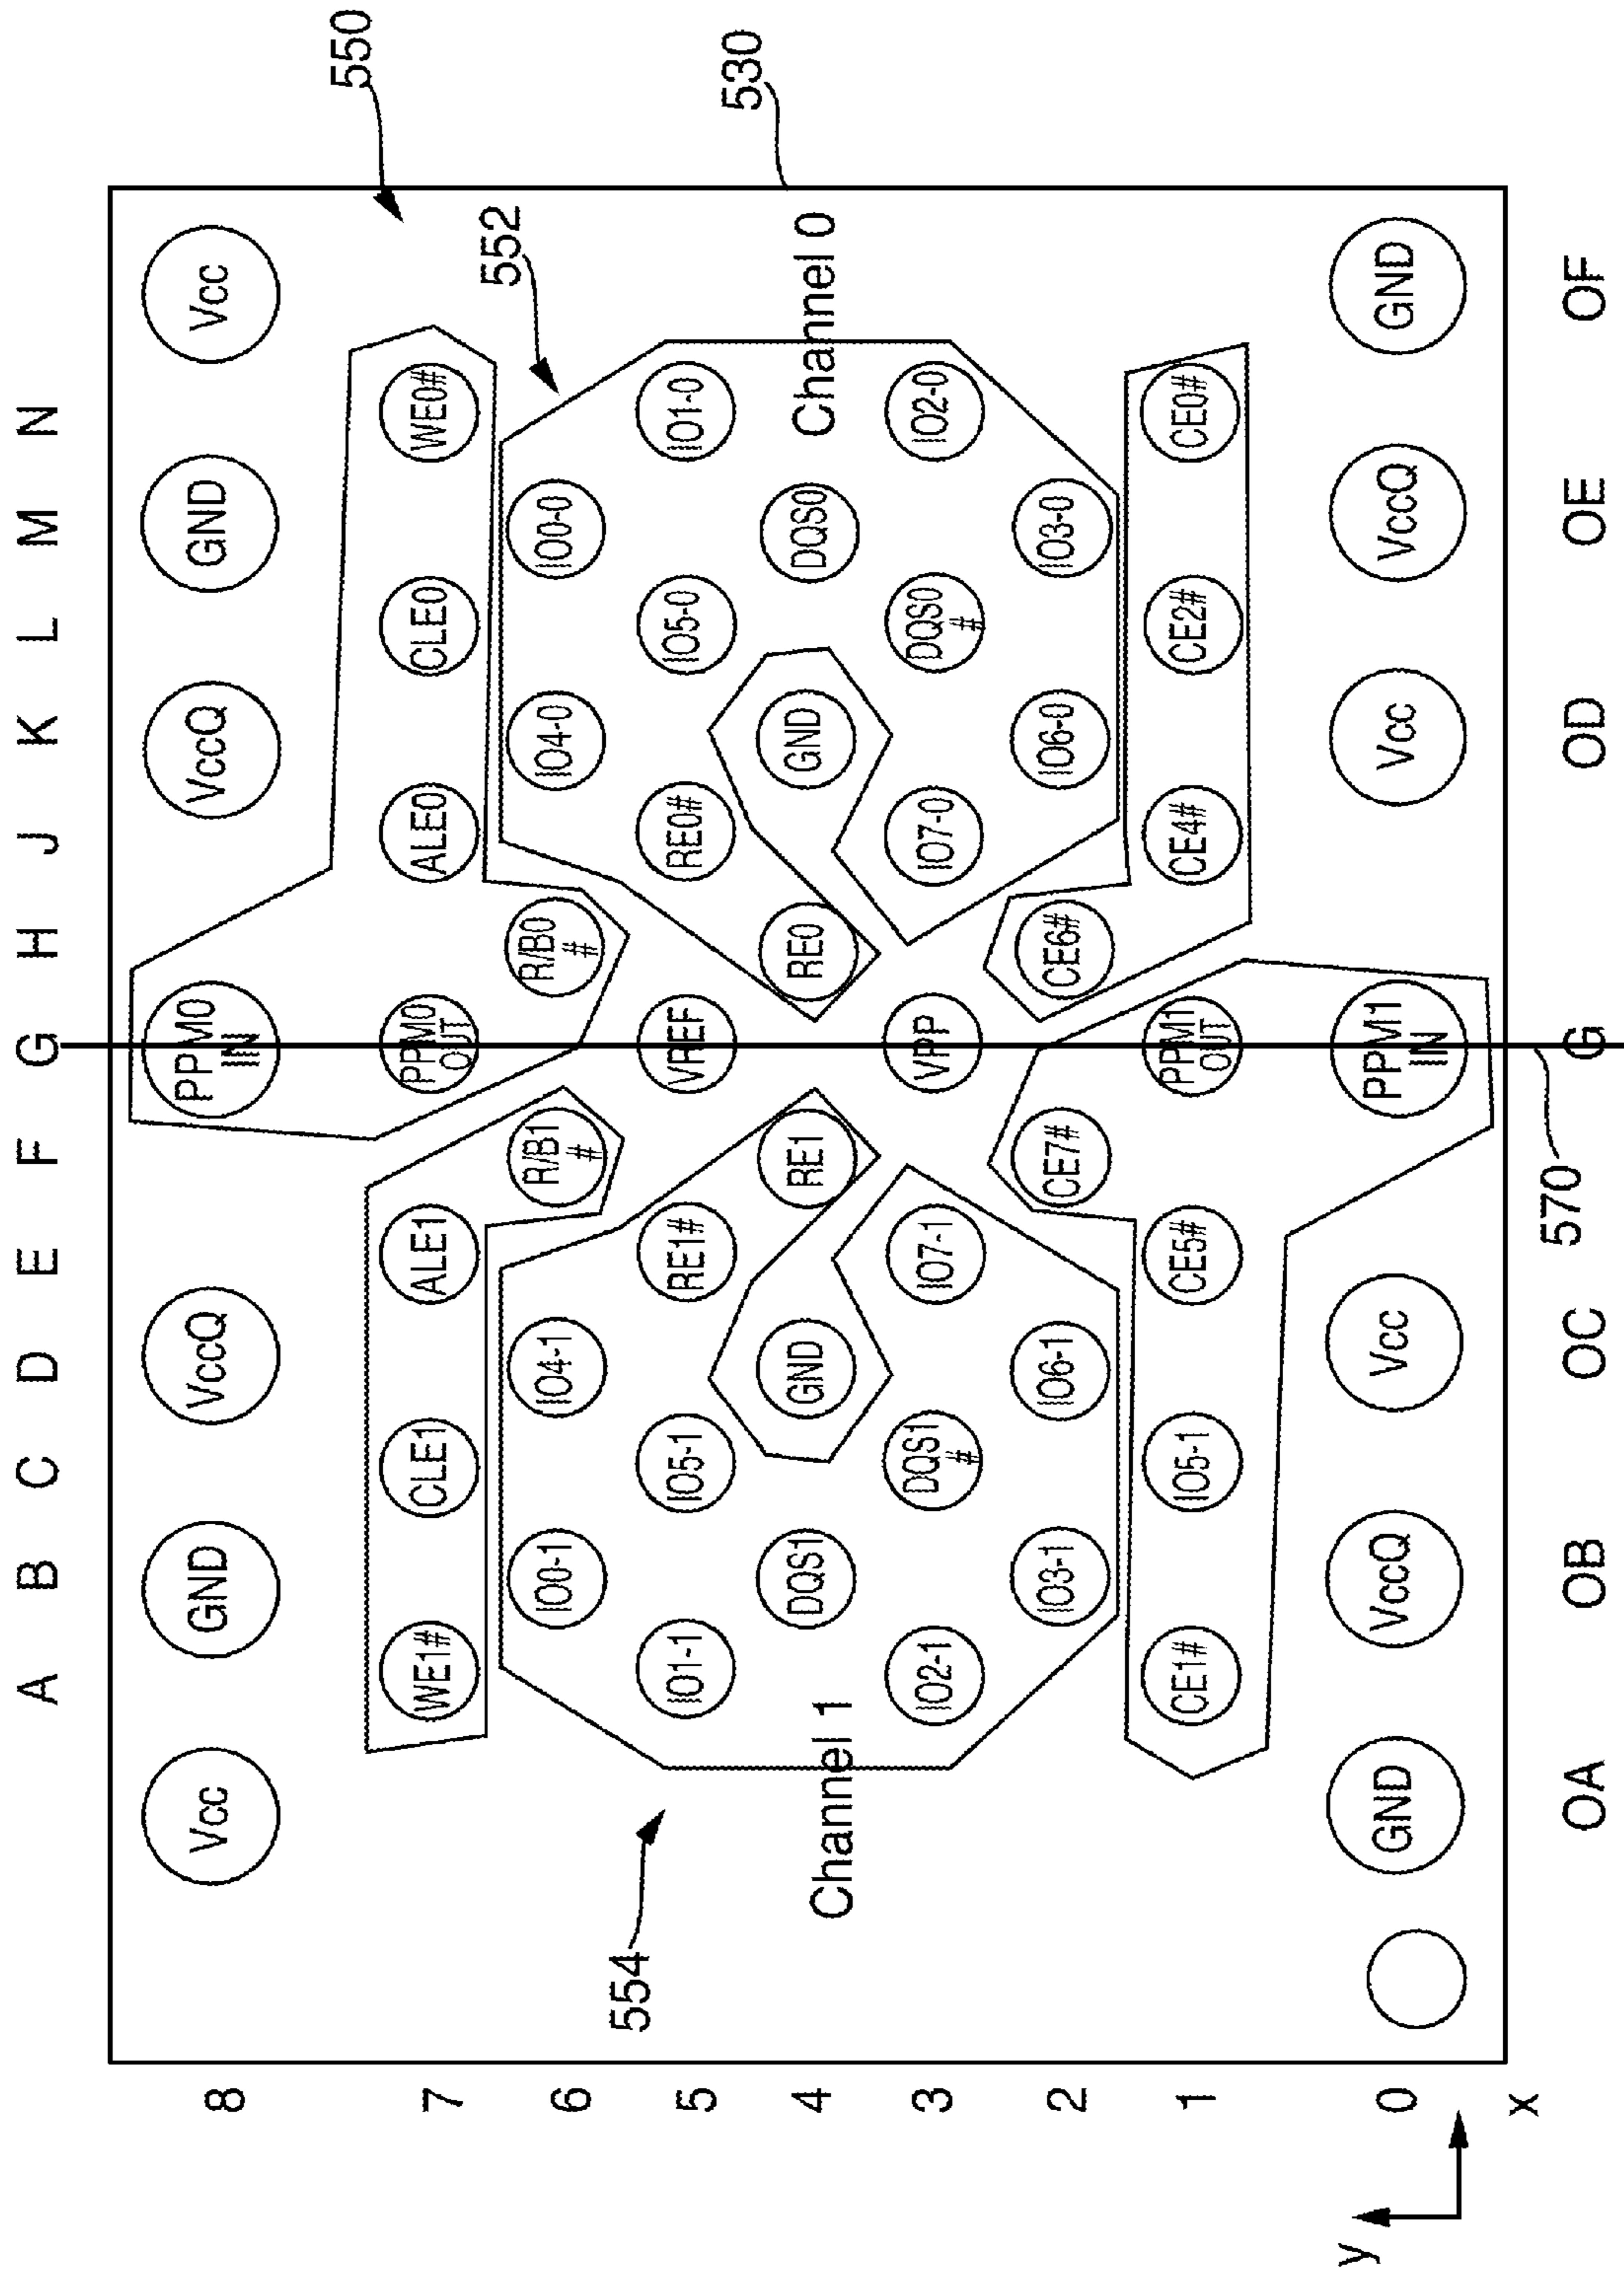 550
530
552
554
570
A B C D E F G H J K L M N
8
Vcc
GND
VccQ
PPM0
IN
VccQ
GND
Vcc
7
WE1#
CLE1
ALE1
PPM0
OUT
ALE0
CLE0
WE0#
6
IO0-1
IO4-1
R/B1
#
R/B0
#
IO4-0
IO0-0
5
IO1-1
IO5-1
RE1#
VREF
RE0#
IO5-0
IO1-0
4
Channel 1
DQS1
GND
RE1
RE0
GND
DQS0
Channel 0
3
IO2-1
DQS1
#
IO7-1
VPP
IO7-0
DQS0
#
IO2-0
2
IO3-1
IO6-1
CE7#
CE6#
IO6-0
IO3-0
1
CE1#
IO5-1
CE5#
PPM1
OUT
CE4#
CE2#
CE0#
0
GND
VccQ
Vcc
PPM1
IN
Vcc
VccQ
GND
OA OB OC G OD OE OF
y
x